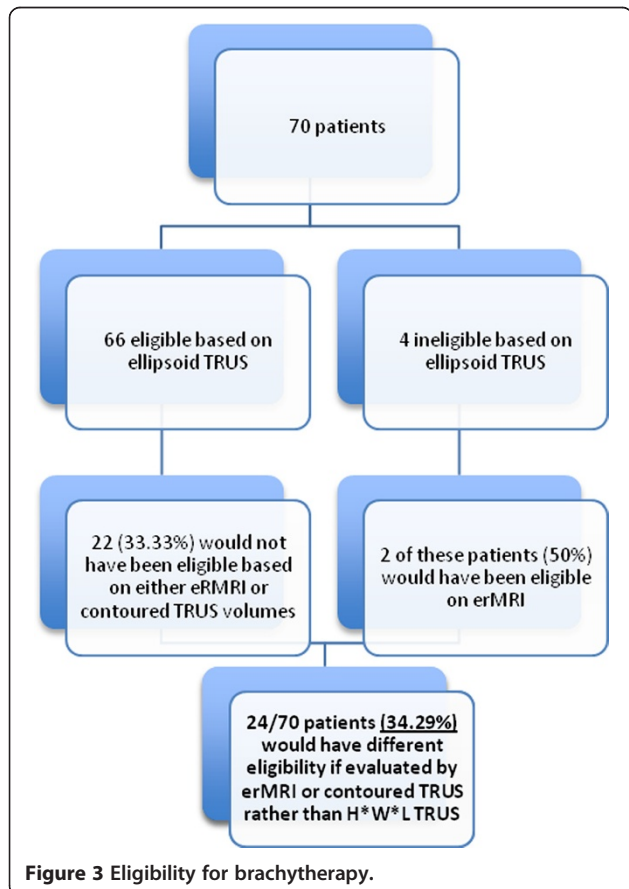 70 patients
66 eligible based on
ellipsoid TRUS
4 ineligible based on
ellipsoid TRUS
22 (33.33%) would not
have been eligible based
on either eRMRI or
contoured TRUS volumes
2 of these patients (50%)
would have been eligible
on erMRI
24/70 patients (34.29%)
would have different
eligibility if evaluated by
erMRI or contoured TRUS
rather than H*W*L TRUS
Figure 3 Eligibility for brachytherapy.